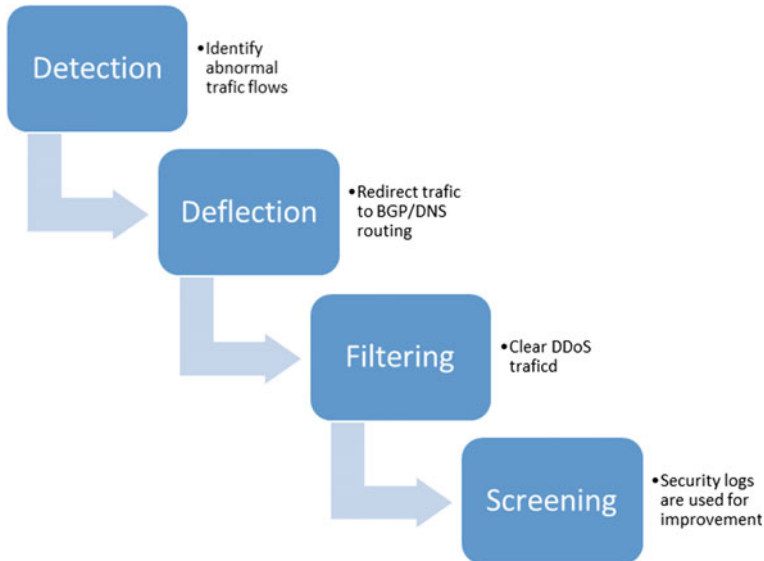 Detection
•Identify
abnormal
trafic flows
Deflection
•Redirect trafic
to BGP/DNS
routing
Filtering
•Clear DDoS
traficd
Screening
•Security logs
are used for
improvement